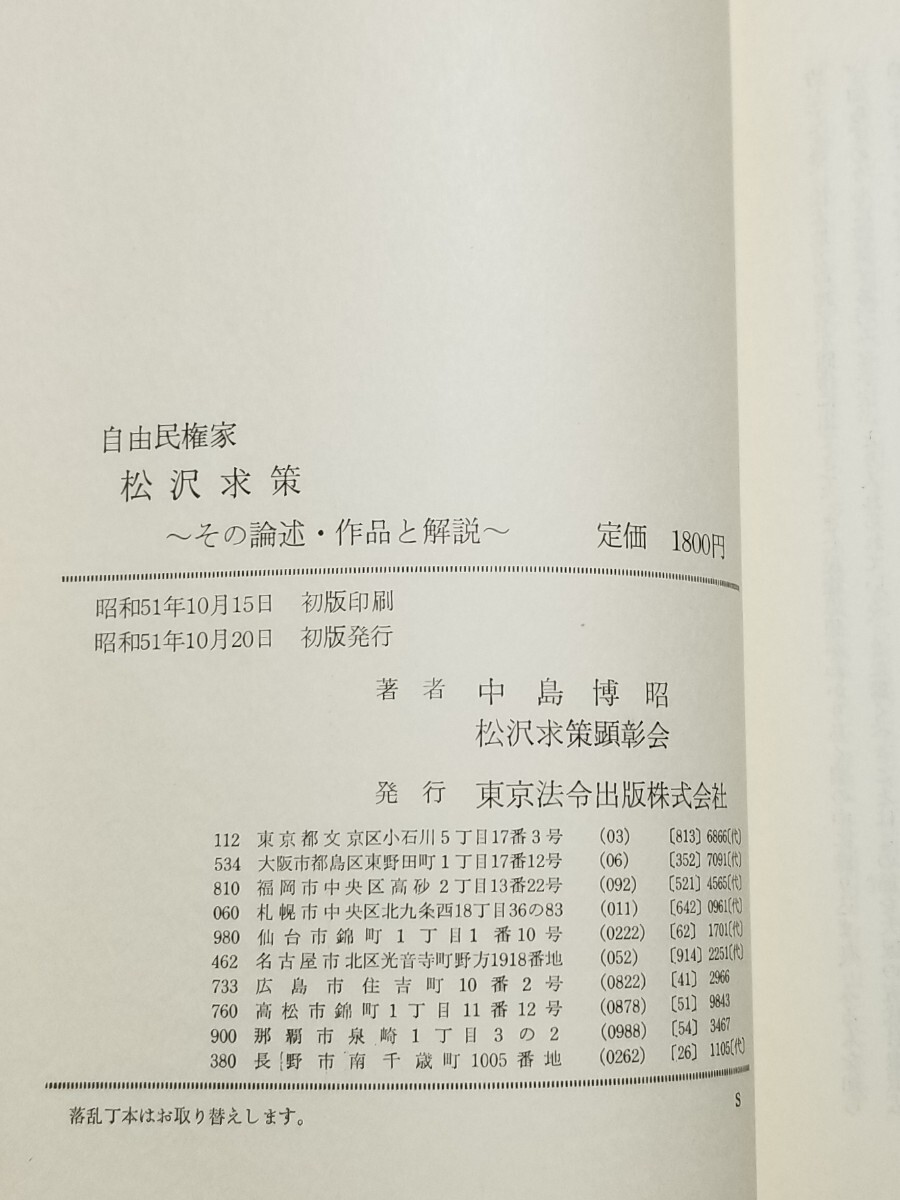 自由民権家
松沢求策
～その論述・作品と解説～ 定価 1800円
昭和51年10月15日 初版印刷
昭和51年10月20日 初版発行
著者 中島博昭
松沢求策顕彰会
発行 東京法令出版株式会社
112 東京都文京区小石川5丁目17番3号 (03) 〔813〕6866(代)
534 大阪市都島区東野田町1丁目17番12号 (06) 〔352〕7091(代)
810 福岡市中央区高砂2丁目13番22号 (092) 〔521〕4565(代)
060 札幌市中央区北九条西18丁目36の83 (011) 〔642〕0961(代)
980 仙台市錦町1丁目1番10号 (0222) 〔62〕1701(代)
462 名古屋市北区光音寺町野方1918番地 (052) 〔914〕2251(代)
733 広島市住吉町10番2号 (0822) 〔41〕2966
760 高松市錦町1丁目11番12号 (0878) 〔51〕9843
900 那覇市泉崎1丁目3の2 (0988) 〔54〕3467
380 長野市南千歳町1005番地 (0262) 〔26〕1105(代)
S
落乱丁本はお取り替えします。